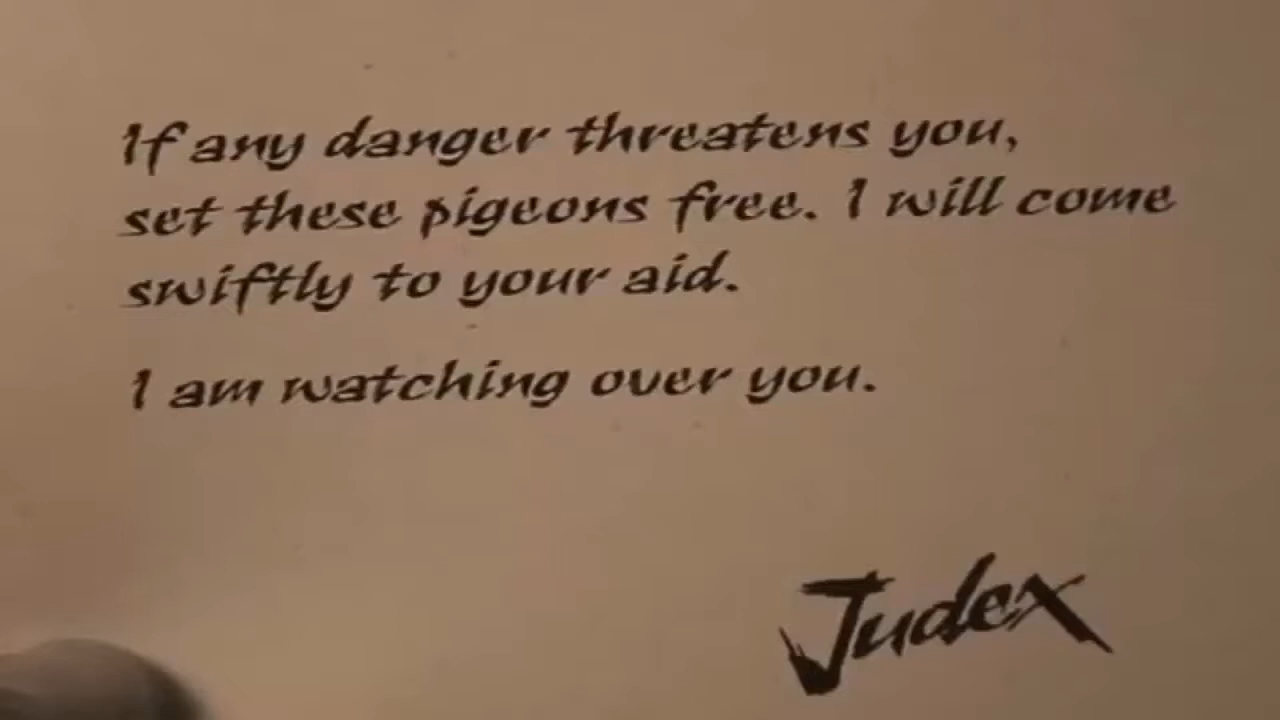 If any danger threatens you,
set these pigeons free. I will come
swiftly to your aid.
I am watching over you.
Judex